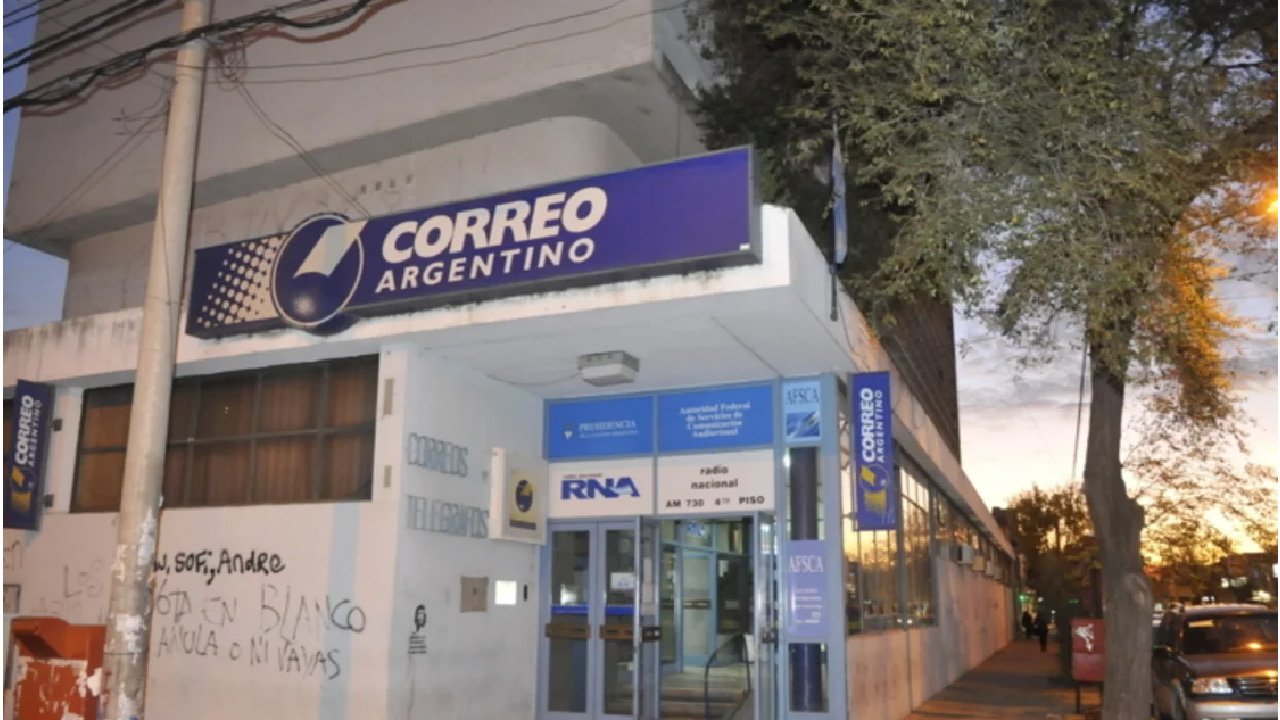 CORREO
ARGENTINO
CORREO
ARGENTINO
CORREOS Y
TELEGRAFOS
PRESIDENCIA
Autoridad Federal
de Servicios de
Comunicación
Audiovisual
AFSCA
RNA
radio
nacional
AM 730 4to PISO
CORREO
ARGENTINO
AFSCA
SOFi, AndRe
VOTA EN BLANCO
ANULA o Ni VAYAS